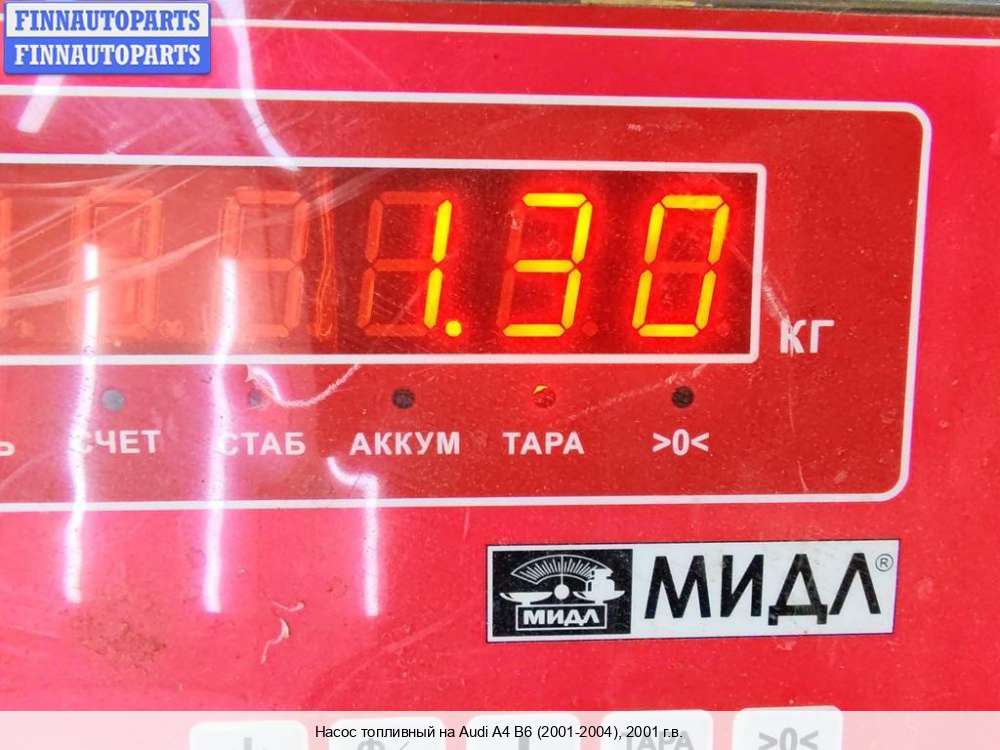 FINNAUTOPARTS
FINNAUTOPARTS
1.30
КГ
Ь СЧЕТ СТАБ АККУМ ТАРА >0<
МИДЛ МИДЛ®
ТАРА >0<
Насос топливный на Audi A4 B6 (2001-2004), 2001 г.в.